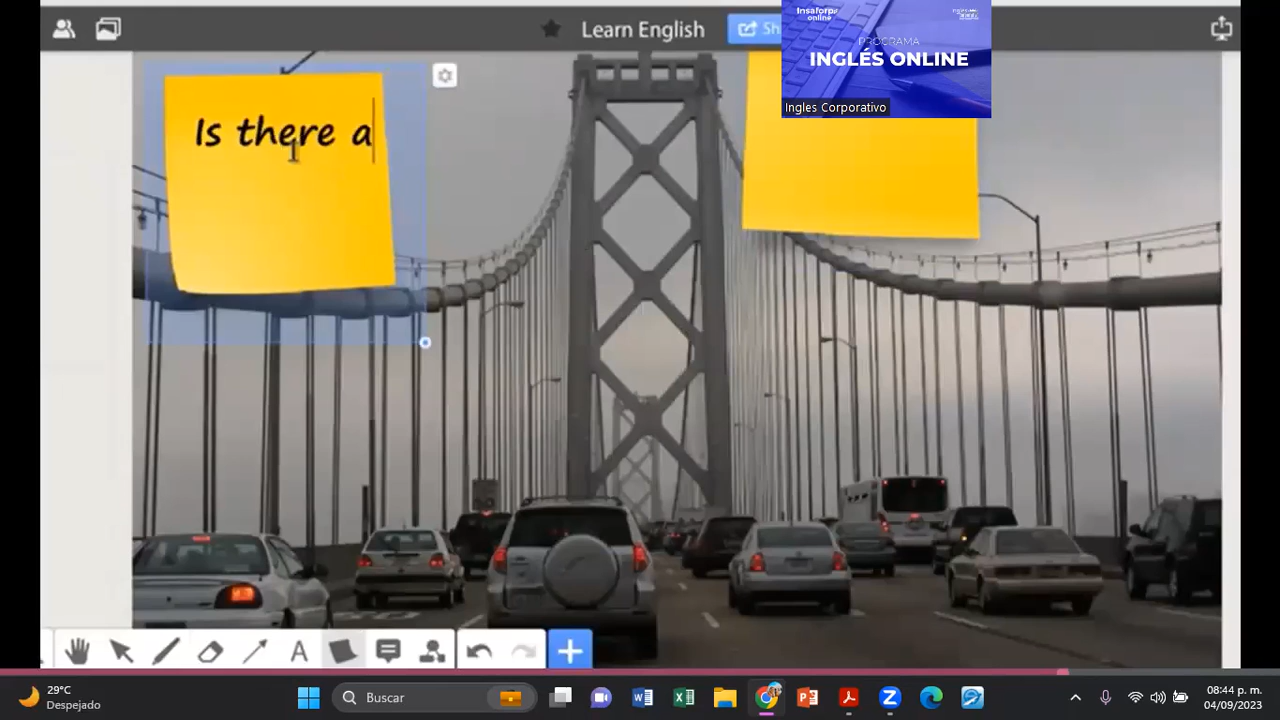 Learn English
Sh
Insaforp
online
PROGRAMA
INGLÉS ONLINE
Ingles Corporativo
Is there a
A
29°C
Despejado
Buscar
08:44 p. m.
04/09/2023